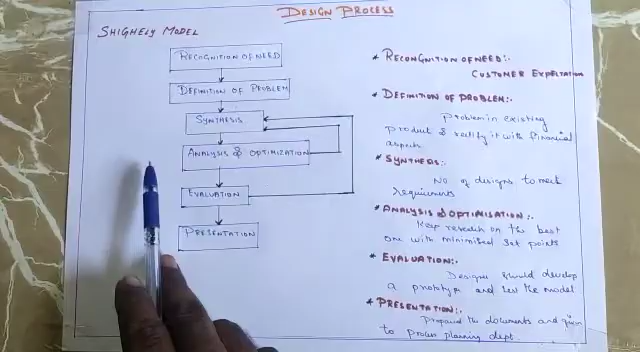 DESIGN PROCESS
SHIGHELY MODEL
RECOGNITION OF NEED
DEFINITION OF PROBLEM
SYNTHESIS
ANALYSIS & OPTIMIZATION
EVALUATION
PRESENTATION
* RECONGNITION OF NEED:-
CUSTOMER EXPELTATION
* DEFINITION OF PROBLEM:-
Problem in existing
product & rectify it with financial
aspects
* SYNTHESIS:-
No of designs to meet
requirements
* ANALYSIS & OPTIMISATION:-
Keep research on the best
one with minimised set points
* EVALUATION:-
Designer should develop
a prototype and test the model
* PRESENTATION:-
Prepared the documents and given
to process planning dept.